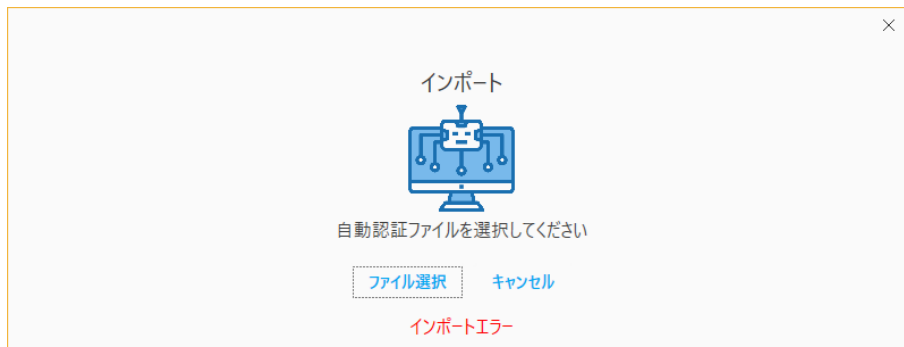 インポート
自動認証ファイルを選択してください
ファイル選択
キャンセル
インポートエラー